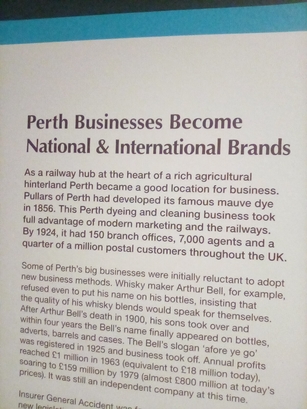 Perth Businesses Become
National & International Brands
As a railway hub at the heart of a rich agricultural
hinterland Perth became a good location for business.
Pullars of Perth had developed its famous mauve dye
in 1856. This Perth dyeing and cleaning business took
full advantage of modern marketing and the railways.
By 1924, it had 150 branch offices, 7,000 agents and a
quarter of a million postal customers throughout the UK.
Some of Perth's big businesses were initially reluctant to adopt
new business methods. Whisky maker Arthur Bell, for example,
refused even to put his name on his bottles, insisting that
the quality of his whisky blends would speak for themselves.
After Arthur Bell's death in 1900, his sons took over and
within four years the Bell's name finally appeared on bottles,
adverts, barrels and cases. The Bell's slogan 'afore ye go'
was registered in 1925 and business took off. Annual profits
reached £1 million in 1963 (equivalent to £18 million today),
soaring to £159 million by 1979 (almost £800 million at today's
prices). It was still an independent company at this time.
Insurer General Accident was
new